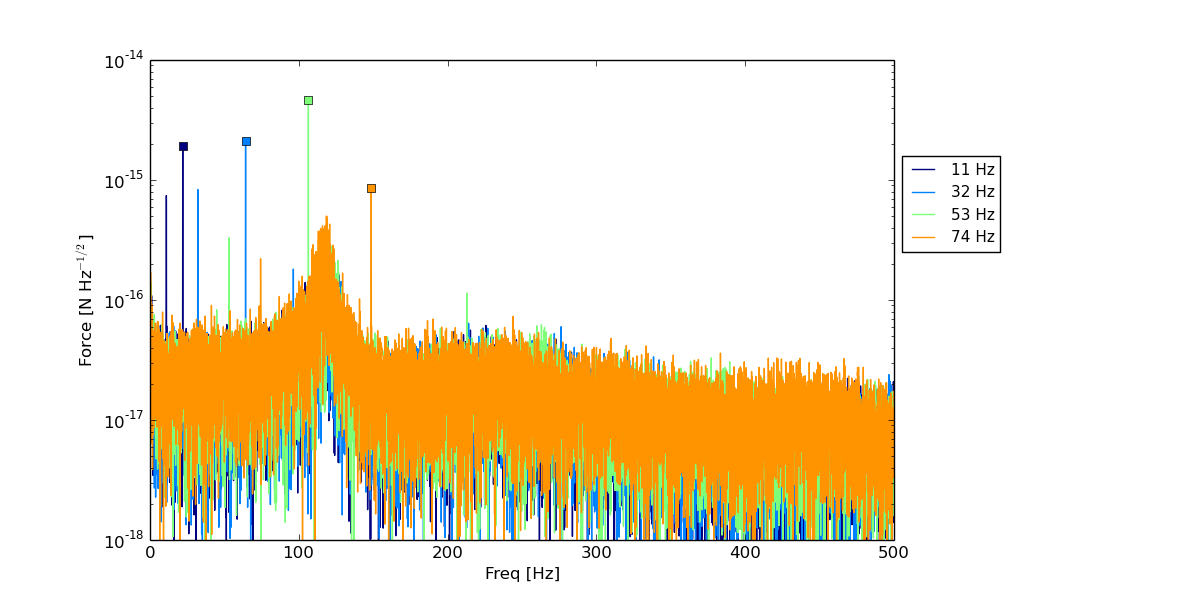 10^-14
10^-15
10^-16
10^-17
10^-18
Force [N Hz^-1/2]
0 100 200 300 400 500
Freq [Hz]
11 Hz
32 Hz
53 Hz
74 Hz